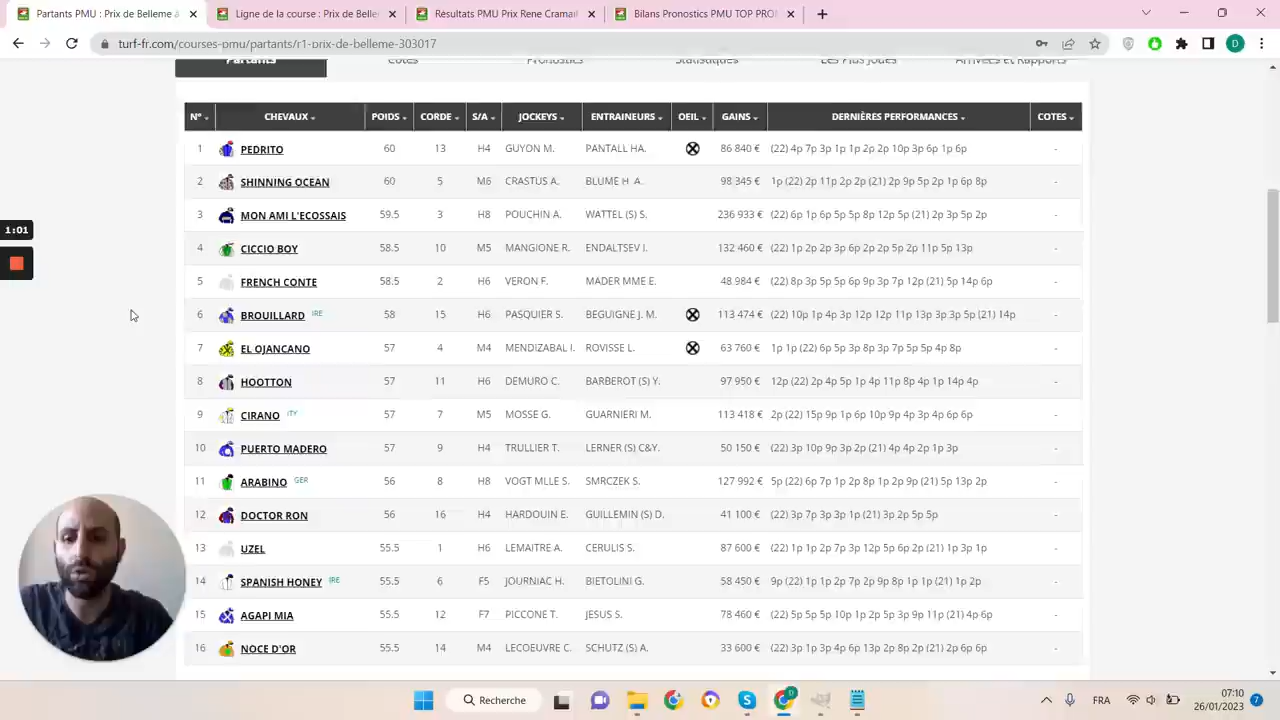 Partants PMU : Prix de Belleme à
Ligne de chevaux : Prix de Bellem
Résultats PMU Prix Rene Cramail
Bilans Pronostics PMU TOP PRO
turf-fr.com/courses-pmu/partants/r1-prix-de-belleme-303017
Partants Cotes Pronostics Statistiques Les Plus Joués Arrivées et Rapports
N° CHEVAUX POIDS CORDE S/A JOCKEYS ENTRAINEURS OEIL GAINS DERNIÈRES PERFORMANCES COTES
1 PEDRITO 60 13 H4 GUYON M. PANTALL HA. 86 840 € (22) 4p 7p 3p 1p 1p 2p 2p 10p 3p 6p 1p 6p -
2 SHINNING OCEAN 60 5 M6 CRASTUS A. BLUME H A. 98 345 € 1p (22) 2p 11p 2p 2p (21) 2p 9p 5p 2p 1p 6p 8p -
3 MON AMI L'ECOSSAIS 59.5 3 H8 POUCHIN A. WATTEL (S) S. 236 933 € (22) 6p 1p 6p 5p 5p 8p 12p 5p (21) 2p 3p 5p 2p -
4 CICCIO BOY 58.5 10 M5 MANGIONE R. ENDALTSEV I. 132 460 € (22) 1p 2p 2p 3p 6p 2p 2p 5p 2p 11p 5p 13p -
5 FRENCH CONTE 58.5 2 H6 VERON F. MADER MME E. 48 984 € (22) 8p 3p 5p 5p 6p 9p 3p 7p 12p (21) 5p 14p 6p -
6 BROUILLARD IRE 58 15 H6 PASQUIER S. BEGUIGNE J. M. 113 474 € (22) 10p 1p 4p 3p 12p 12p 11p 13p 3p 3p 5p (21) 14p -
7 EL OJANCANO 57 4 M4 MENDIZABAL I. ROVISSE L. 63 760 € 1p 1p (22) 6p 5p 3p 8p 3p 7p 5p 5p 4p 8p -
8 HOOTTON 57 11 H6 DEMURO C. BARBEROT (S) Y. 97 950 € 12p (22) 2p 4p 5p 1p 4p 11p 8p 4p 1p 14p 4p -
9 CIRANO ITY 57 7 M5 MOSSE G. GUARNIERI M. 113 418 € 2p (22) 15p 9p 1p 6p 10p 9p 4p 3p 4p 6p 6p -
10 PUERTO MADERO 57 9 H4 TRULLIER T. LERNER (S) C&Y. 50 150 € (22) 3p 10p 9p 3p 2p (21) 4p 4p 2p 1p 3p -
11 ARABINO GER 56 8 H8 VOGT MLLE S. SMRCZEK S. 127 992 € 5p (22) 6p 7p 1p 2p 8p 1p 2p 9p (21) 5p 13p 2p -
12 DOCTOR RON 56 16 H4 HARDOUIN E. GUILLEMIN (S) D. 41 100 € (22) 3p 7p 3p 3p 1p (21) 3p 2p 5p 5p -
13 UZEL 55.5 1 H6 LEMAITRE A. CERULIS S. 87 600 € (22) 1p 1p 2p 7p 3p 12p 5p 6p 2p (21) 1p 3p 1p -
14 SPANISH HONEY IRE 55.5 6 F5 JOURNIAC H. BIETOLINI G. 58 450 € 9p (22) 1p 1p 2p 7p 2p 9p 8p 1p 1p (21) 1p 2p -
15 AGAPI MIA 55.5 12 F7 PICCONE T. JESUS S. 78 460 € (22) 5p 5p 5p 10p 1p 2p 5p 3p 9p 11p (21) 4p 6p -
16 NOCE D'OR 55.5 14 M4 LECOEUVRE C. SCHUTZ (S) A. 33 600 € (22) 3p 1p 3p 4p 6p 13p 2p 8p 2p (21) 2p 6p 6p -
1:01
Recherche
FRA
07:10
26/01/2023